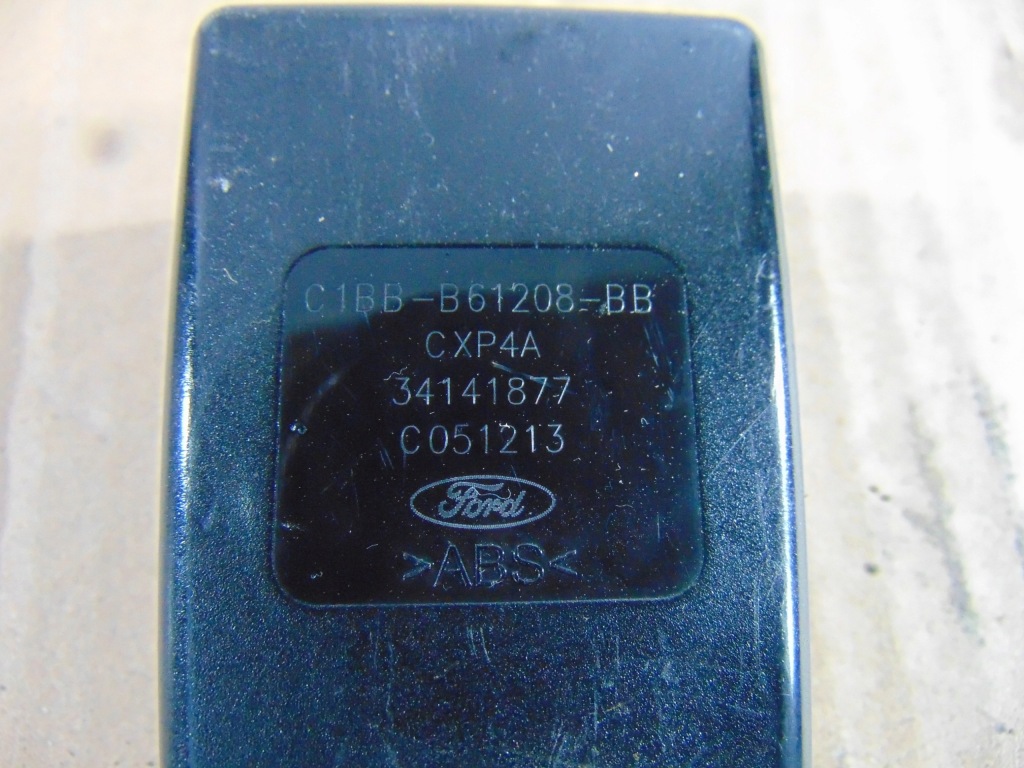 C1BB-B61208-BB
CXP4A
34141877
C051213
Ford
>ABS<